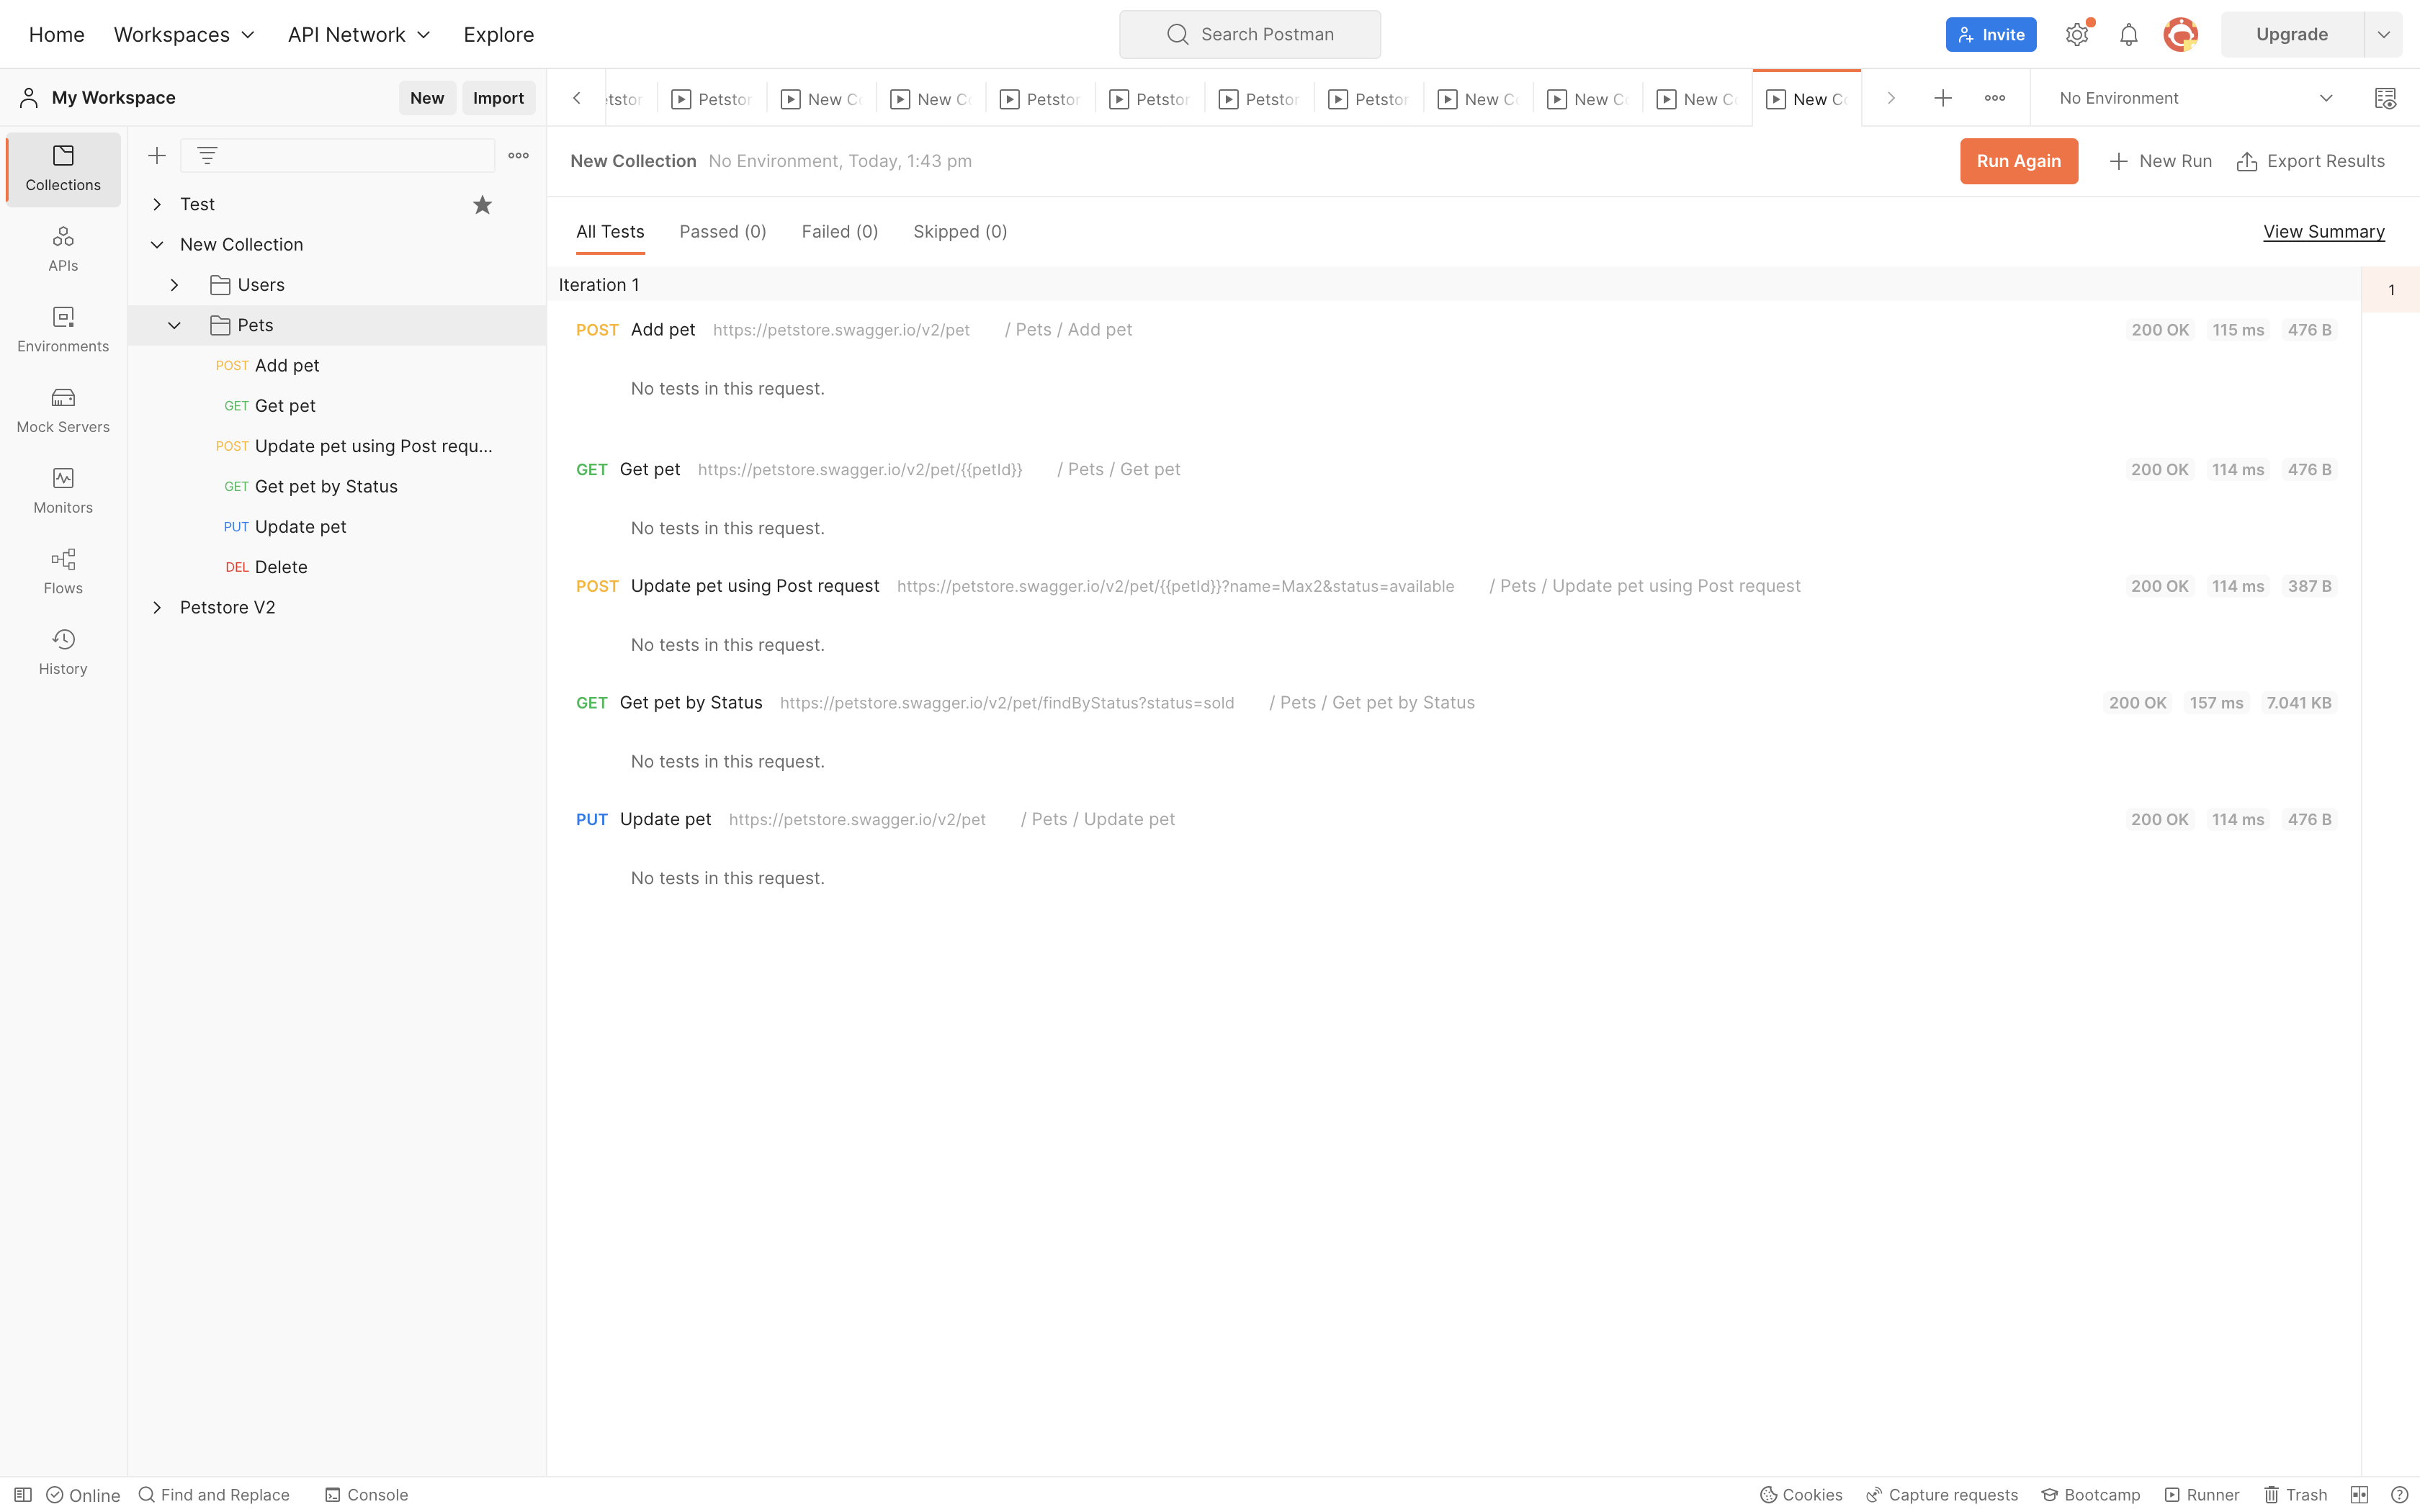 Home Workspaces API Network Explore Search Postman Invite Upgrade
My Workspace New Import
Petstor New C New C Petstor Petstor Petstor Petstor New C New C New C New C No Environment
New Collection No Environment, Today, 1:43 pm Run Again New Run Export Results
All Tests Passed (0) Failed (0) Skipped (0) View Summary
Collections
APIs
Environments
Mock Servers
Monitors
Flows
History
Test
New Collection
Users
Pets
POST Add pet
GET Get pet
POST Update pet using Post requ...
GET Get pet by Status
PUT Update pet
DEL Delete
Petstore V2
Iteration 1
1
POST Add pet https://petstore.swagger.io/v2/pet / Pets / Add pet 200 OK 115 ms 476 B
No tests in this request.
GET Get pet https://petstore.swagger.io/v2/pet/{{petId}} / Pets / Get pet 200 OK 114 ms 476 B
No tests in this request.
POST Update pet using Post request https://petstore.swagger.io/v2/pet/{{petId}}?name=Max2&status=available / Pets / Update pet using Post request 200 OK 114 ms 387 B
No tests in this request.
GET Get pet by Status https://petstore.swagger.io/v2/pet/findByStatus?status=sold / Pets / Get pet by Status 200 OK 157 ms 7.041 KB
No tests in this request.
PUT Update pet https://petstore.swagger.io/v2/pet / Pets / Update pet 200 OK 114 ms 476 B
No tests in this request.
Online Find and Replace Console Cookies Capture requests Bootcamp Runner Trash